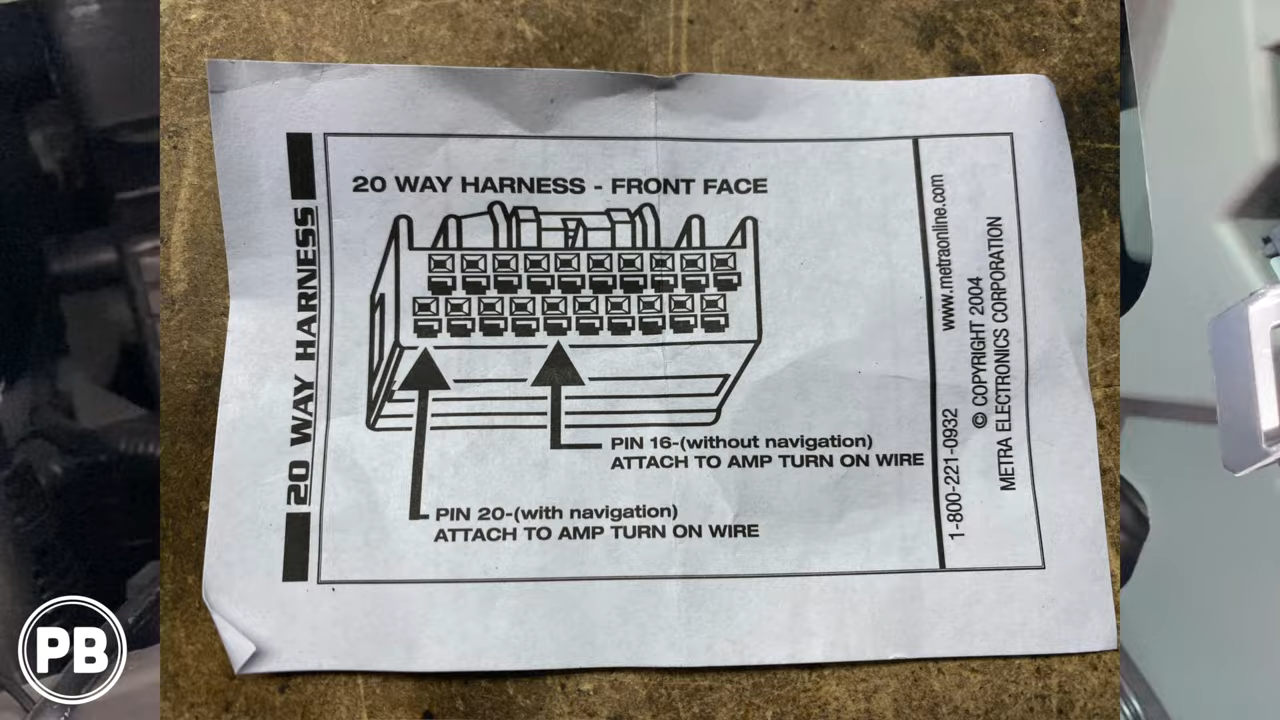 20 WAY HARNESS
20 WAY HARNESS - FRONT FACE
PIN 16-(without navigation)
ATTACH TO AMP TURN ON WIRE
PIN 20-(with navigation)
ATTACH TO AMP TURN ON WIRE
1-800-221-0932 www.metraonline.com
© COPYRIGHT 2004
METRA ELECTRONICS CORPORATION
PB